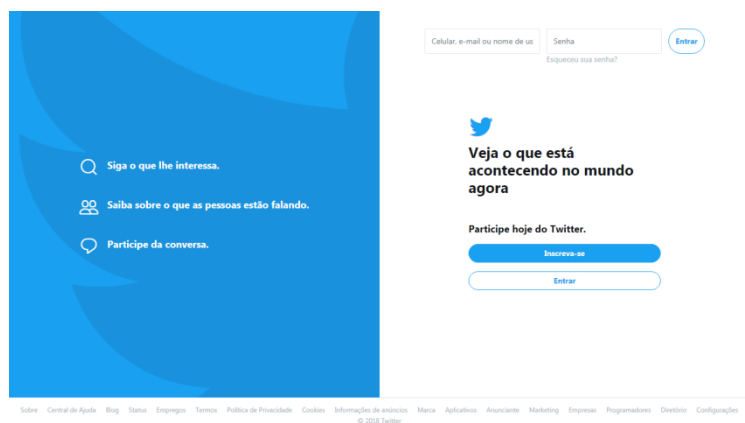 Celular, e-mail ou nome de us
Senha
Entrar
Esqueceu sua senha?
Siga o que lhe interessa.
Saiba sobre o que as pessoas estão falando.
Participe da conversa.
Veja o que está
acontecendo no mundo
agora
Participe hoje do Twitter.
Inscreva-se
Entrar
Sobre Central de Ajuda Blog Status Empregos Termos Política de Privacidade Cookies Informações de anúncios Marca Aplicativos Anunciante Marketing Empresas Programadores Diretório Configurações
© 2018 Twitter